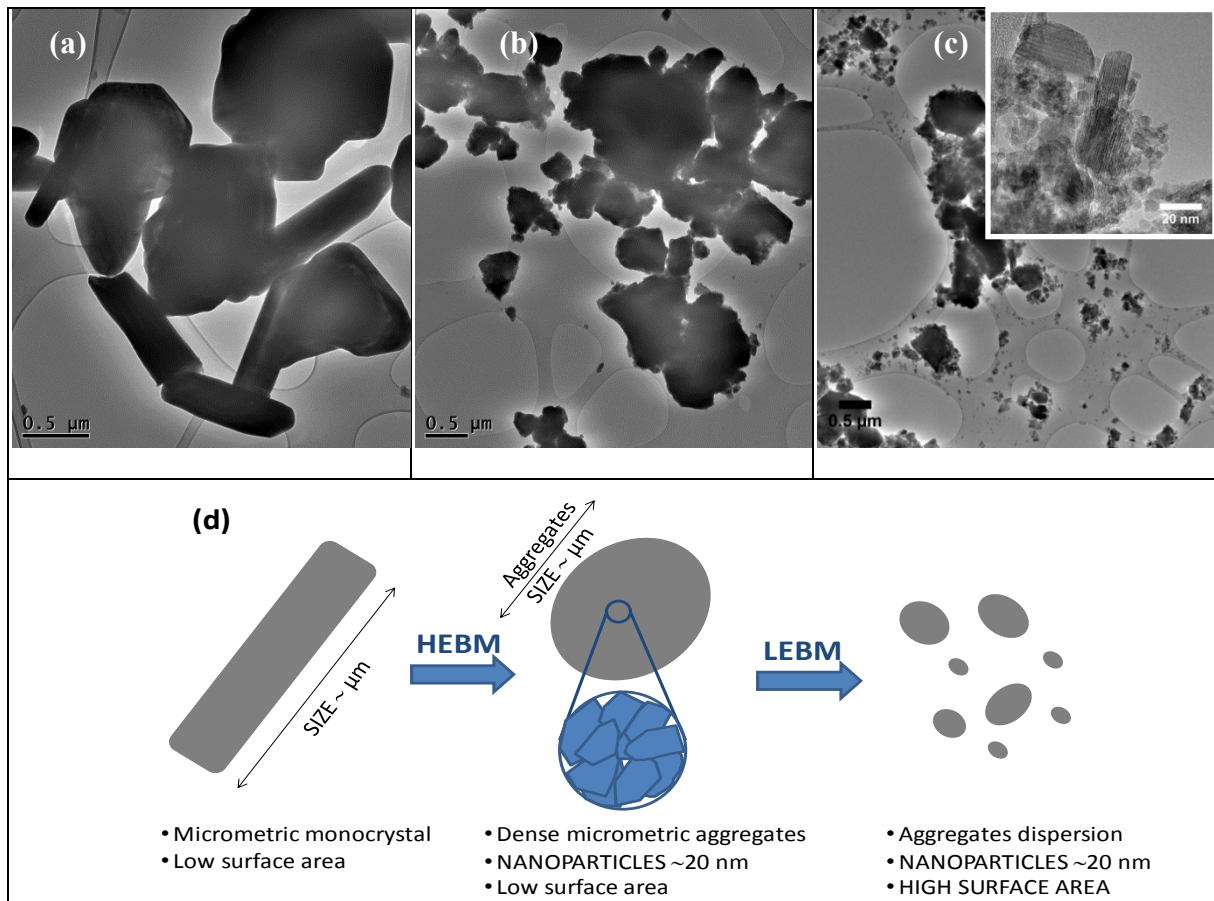 (a)
(b)
(c)
20 nm
0.5 μm
0.5 μm
0.5 μm
(d)
SIZE ~ μm
HEBM
Aggregates
SIZE ~ μm
LEBM
• Micrometric monocrystal
• Low surface area
• Dense micrometric aggregates
• NANOPARTICLES ~20 nm
• Low surface area
• Aggregates dispersion
• NANOPARTICLES ~20 nm
• HIGH SURFACE AREA